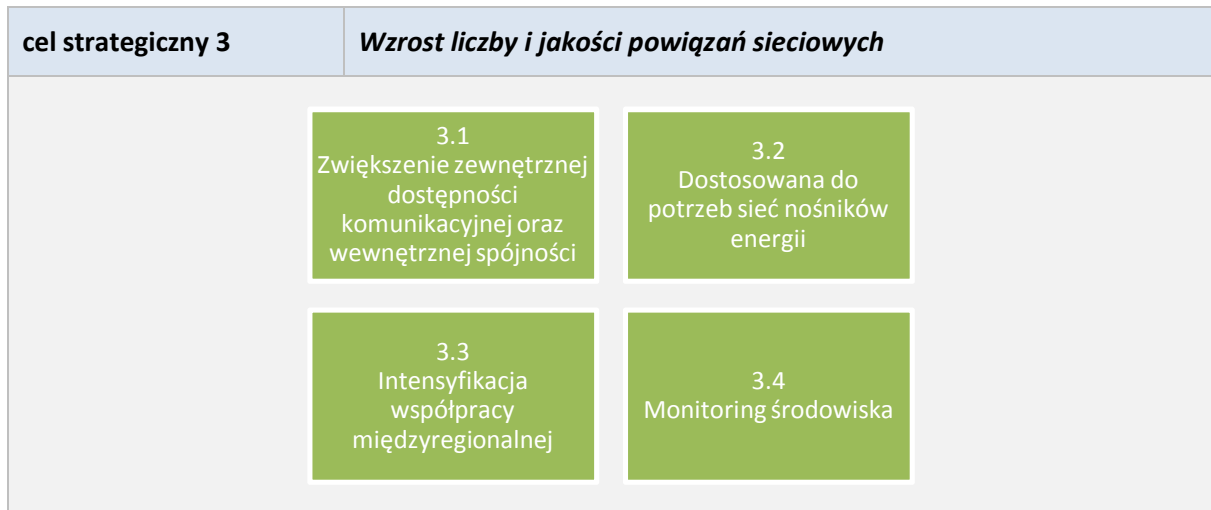 cel strategiczny 3
Wzrost liczby i jakości powiązań sieciowych
3.1
Zwiększenie zewnętrznej
dostępności
komunikacyjnej oraz
wewnętrznej spójności
3.2
Dostosowana do
potrzeb sieć nośników
energii
3.3
Intensyfikacja
współpracy
międzyregionalnej
3.4
Monitoring środowiska